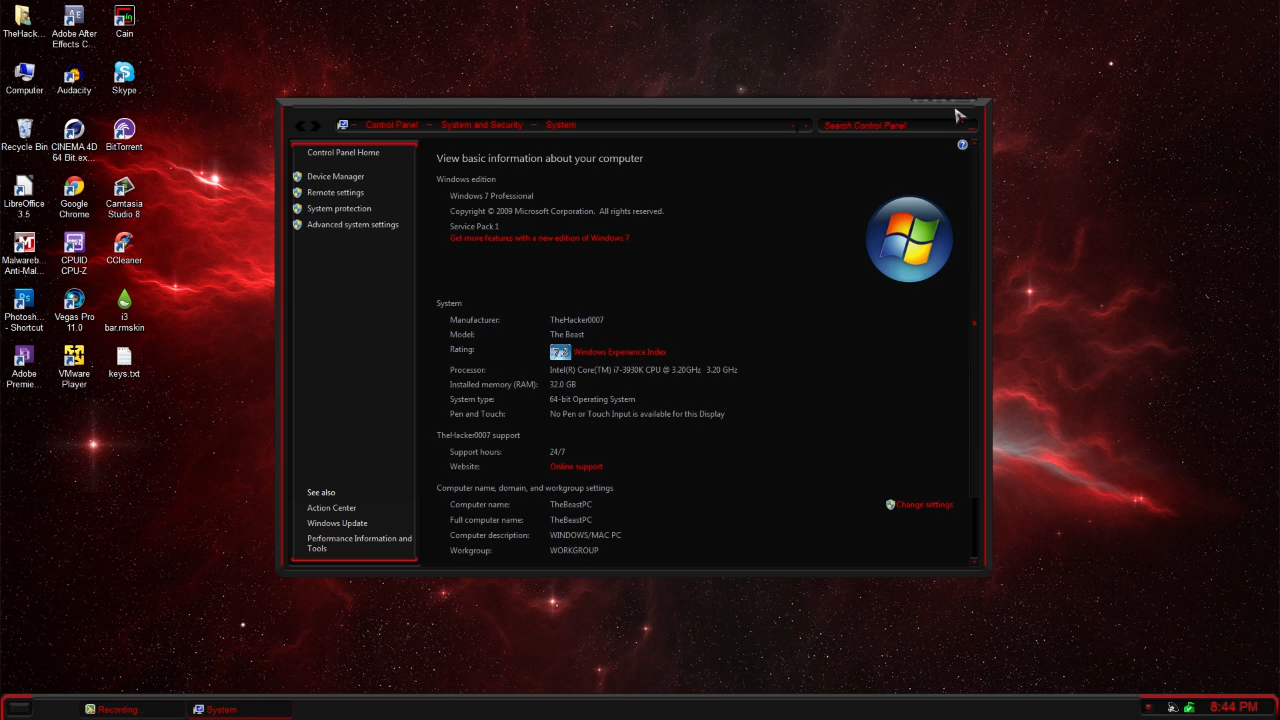 TheHack...
Adobe After
Effects C...
Cain
Computer
Audacity
Skype
Recycle Bin
CINEMA 4D
64 Bit.ex...
BitTorrent
LibreOffice
3.5
Google
Chrome
Camtasia
Studio 8
Malwareb...
Anti-Mal...
CPUID
CPU-Z
CCleaner
Photosh...
- Shortcut
Vegas Pro
11.0
i3
bar.rmskin
Adobe
Premie...
VMware
Player
keys.txt
Control Panel
System and Security
System
Search Control Panel
Control Panel Home
Device Manager
Remote settings
System protection
Advanced system settings
See also
Action Center
Windows Update
Performance Information and
Tools
View basic information about your computer
Windows edition
Windows 7 Professional
Copyright © 2009 Microsoft Corporation. All rights reserved.
Service Pack 1
Get more features with a new edition of Windows 7
System
Manufacturer: TheHacker0007
Model: The Beast
Rating: Windows Experience Index
Processor: Intel(R) Core(TM) i7-3930K CPU @ 3.20GHz 3.20 GHz
Installed memory (RAM): 32.0 GB
System type: 64-bit Operating System
Pen and Touch: No Pen or Touch Input is available for this Display
TheHacker0007 support
Support hours: 24/7
Website: Online support
Computer name, domain, and workgroup settings
Computer name: TheBeastPC
Change settings
Full computer name: TheBeastPC
Computer description: WINDOWS/MAC PC
Workgroup: WORKGROUP
Recording...
System
8:44 PM